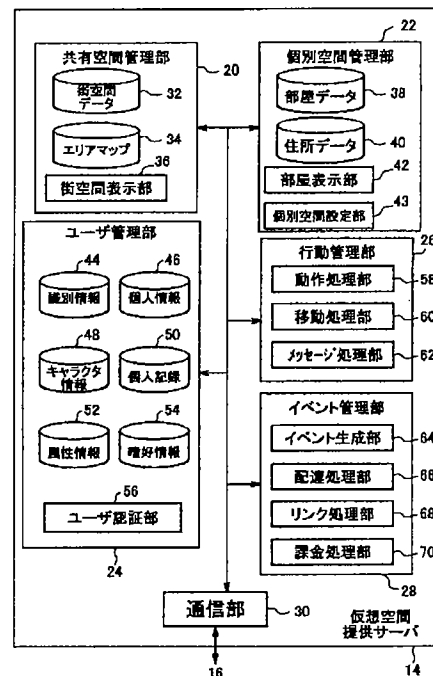 22
共有空間管理部
街空間
データ
32
エリアマップ
34
36
街空間表示部
20
個別空間管理部
部屋データ
38
住所データ
40
42
部屋表示部
43
個別空間設定部
ユーザ管理部
44
46
識別情報
個人情報
48
50
キャラクタ
情報
個人記録
52
54
属性情報
嗜好情報
56
ユーザ認証部
24
26
行動管理部
動作処理部
58
移動処理部
60
メッセージ処理部
62
イベント管理部
イベント生成部
64
配達処理部
66
リンク処理部
68
課金処理部
70
28
通信部
30
仮想空間
提供サーバ
16
14